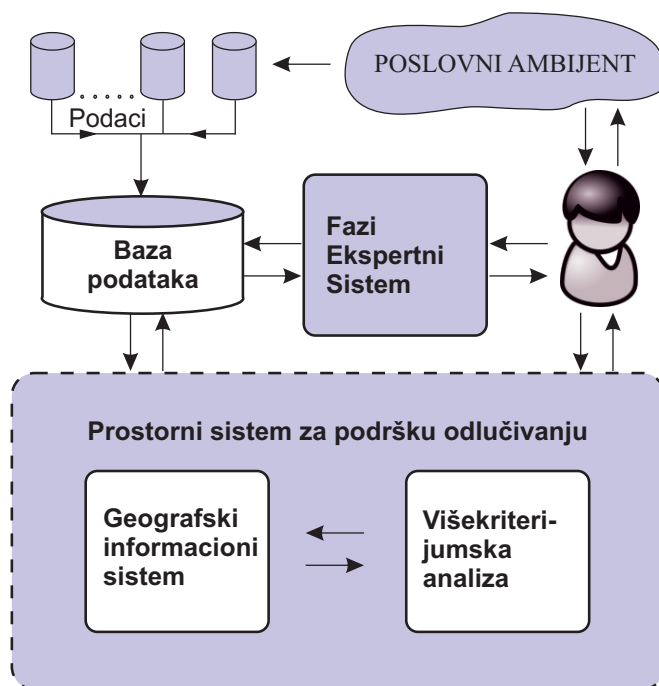 POSLOVNI AMBIJENT
Podaci
Baza
podataka
Fazi
Ekspertni
Sistem
Prostorni sistem za podršku odlučivanju
Geografski
informacioni
sistem
Višekriteri-
jumska
analiza